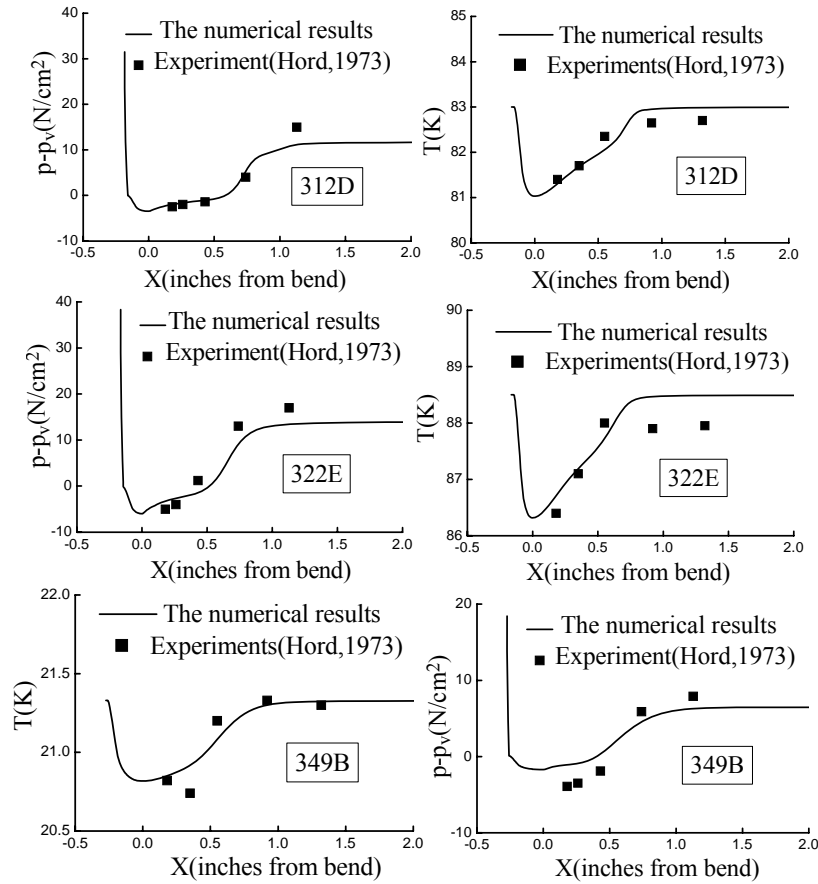 40
30
20
10
0
-10
p-pv(N/cm²)
The numerical results
Experiment(Hord,1973)
312D
-0.5 0.0 0.5 1.0 1.5 2.0
X(inches from bend)
85
84
83
82
81
80
T(K)
The numerical results
Experiments(Hord,1973)
312D
-0.5 0.0 0.5 1.0 1.5 2.0
X(inches from bend)
40
30
20
10
0
-10
p-pv(N/cm²)
The numerical results
Experiment(Hord,1973)
322E
-0.5 0.0 0.5 1.0 1.5 2.0
X(inches from bend)
90
89
88
87
86
T(K)
The numerical results
Experiments(Hord,1973)
322E
-0.5 0.0 0.5 1.0 1.5 2.0
X(inches from bend)
22.0
21.5
21.0
20.5
T(K)
The numerical results
Experiments(Hord,1973)
349B
-0.5 0.0 0.5 1.0 1.5 2.0
X(inches from bend)
20
10
0
-10
p-pv(N/cm²)
The numerical results
Experiment(Hord,1973)
349B
-0.5 0.0 0.5 1.0 1.5 2.0
X(inches from bend)